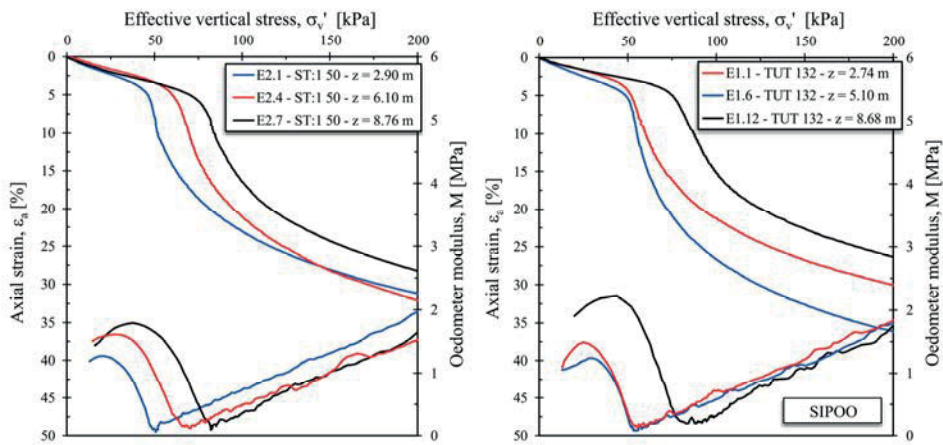 Effective vertical stress, σv' [kPa]
0 50 100 150 200
0 5 10 15 20 25 30 35 40 45 50
Axial strain, εa [%]
E2.1 - ST:1 50 - z = 2.90 m
E2.4 - ST:1 50 - z = 6.10 m
E2.7 - ST:1 50 - z = 8.76 m
6 5 4 3 2 1 0
Oedometer modulus, M [MPa]
Effective vertical stress, σv' [kPa]
0 50 100 150 200
0 5 10 15 20 25 30 35 40 45 50
Axial strain, εa [%]
E1.1 - TUT 132 - z = 2.74 m
E1.6 - TUT 132 - z = 5.10 m
E1.12 - TUT 132 - z = 8.68 m
6 5 4 3 2 1 0
Oedometer modulus, M [MPa]
SIPOO